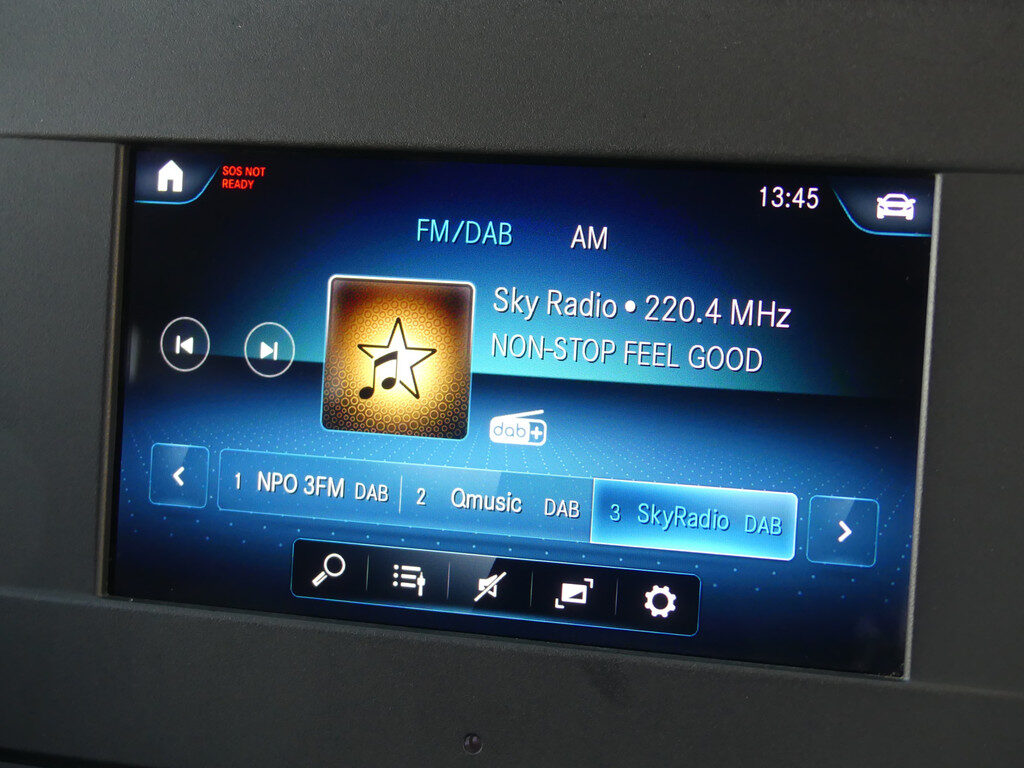 SOS NOT
READY
13:45
FM/DAB AM
Sky Radio • 220.4 MHz
NON-STOP FEEL GOOD
dab+
1 NPO 3FM DAB 2 Qmusic DAB 3 SkyRadio DAB